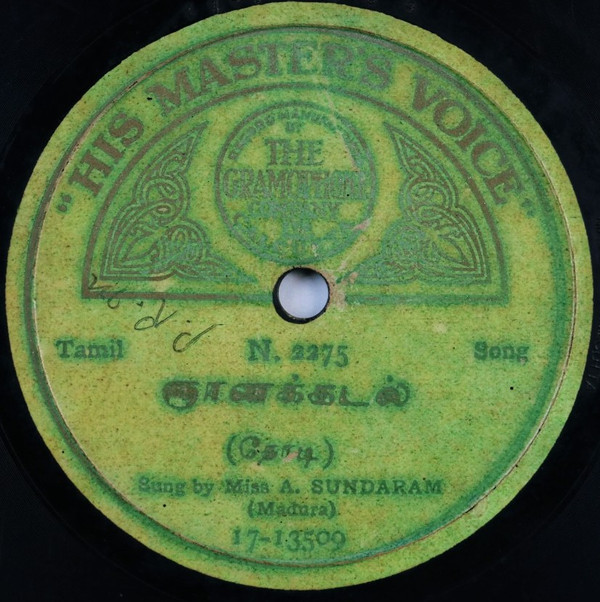 "HIS MASTER'S VOICE"
THE
GRAMOPHONE
COMPANY
Tamil N. 2275 Song
ஞானக்கடல்
(தோடி)
Sung by Miss A. SUNDARAM
(Madura)
17-13509